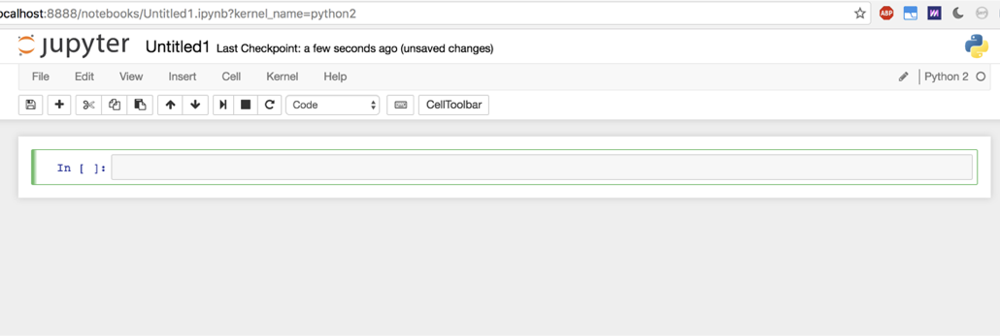 ocalhost:8888/notebooks/Untitled1.ipynb?kernel_name=python2
ABP
jupyter Untitled1 Last Checkpoint: a few seconds ago (unsaved changes)
File Edit View Insert Cell Kernel Help Python 2
Code CellToolbar
In [ ]: